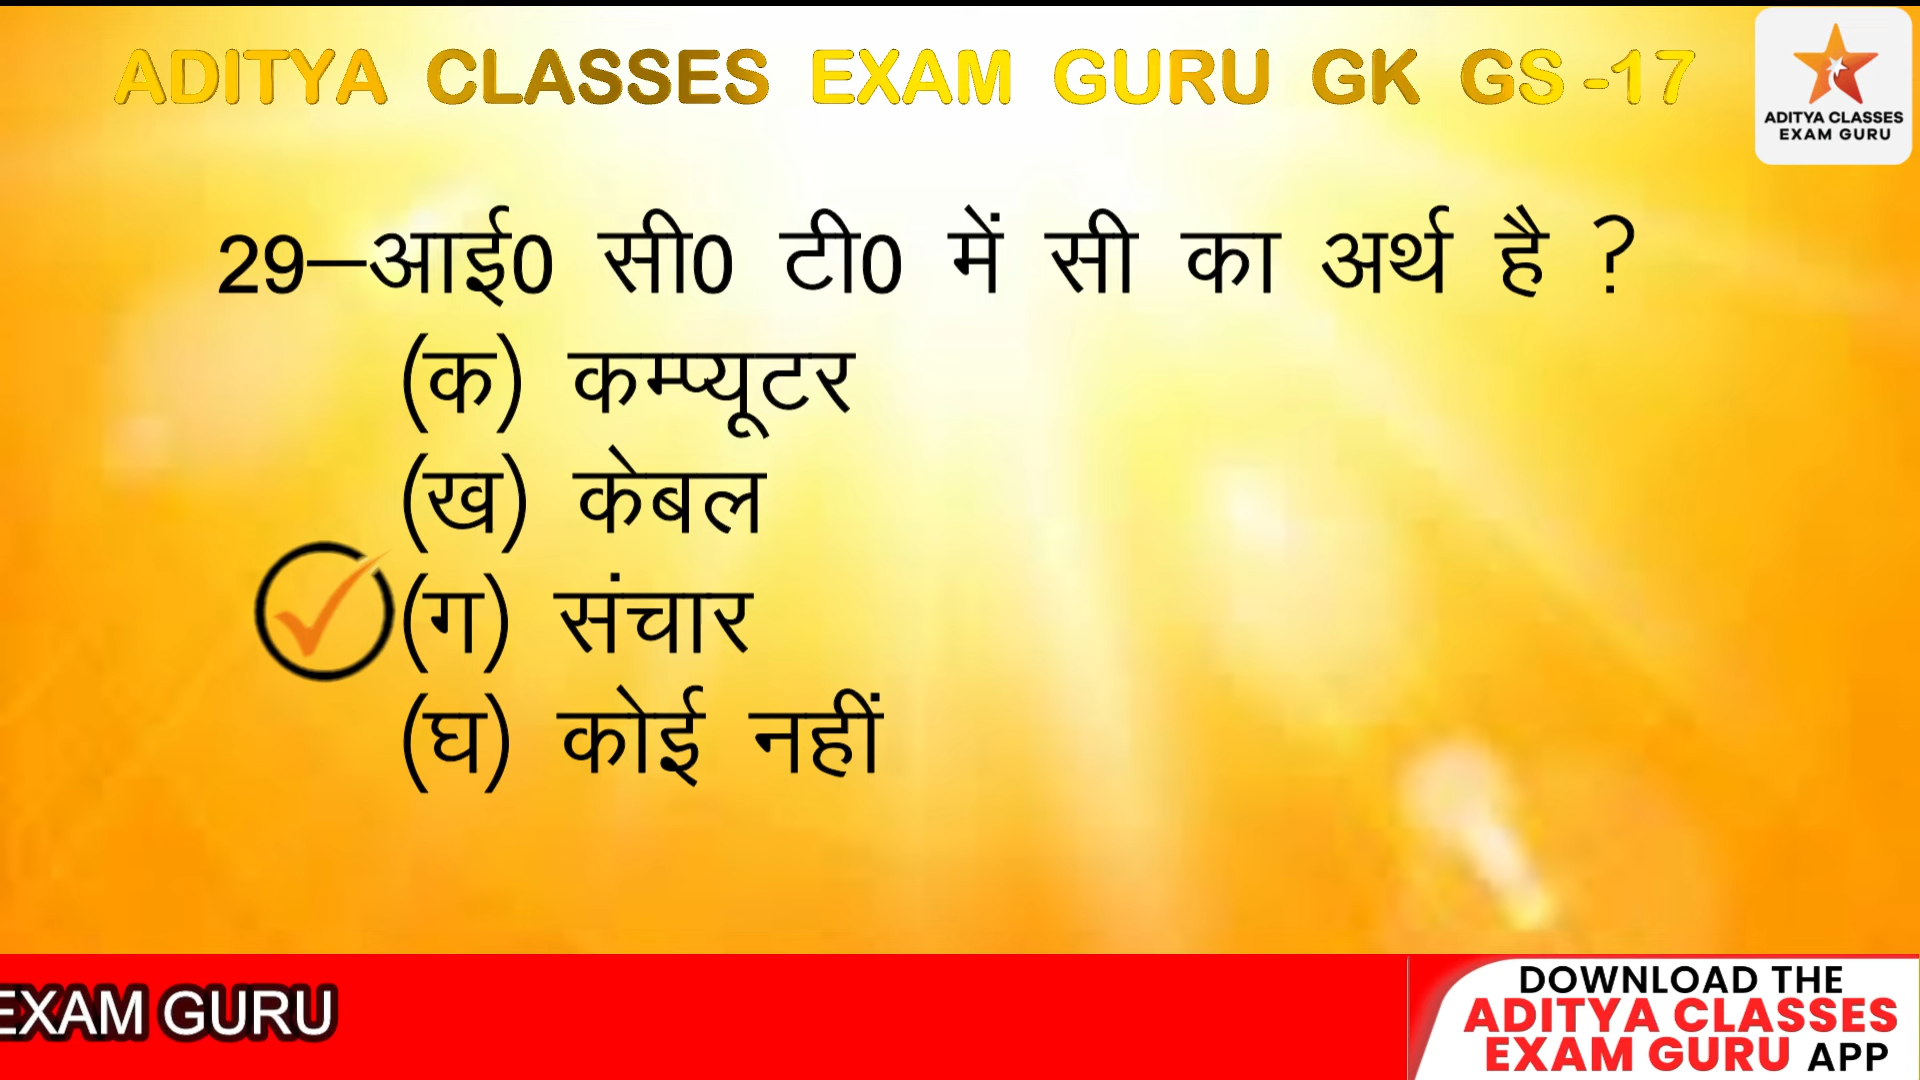 ADITYA CLASSES EXAM GURU GK GS -17
ADITYA CLASSES
EXAM GURU
29–आई0 सी0 टी0 में सी का अर्थ है ?
(क) कम्प्यूटर
(ख) केबल
(ग) संचार
(घ) कोई नहीं
EXAM GURU
DOWNLOAD THE
ADITYA CLASSES
EXAM GURU APP